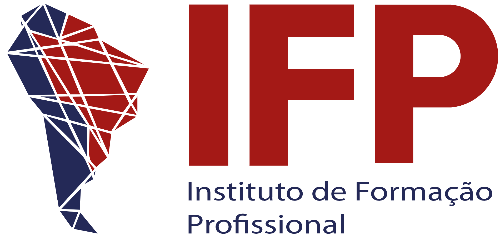 IFP
Instituto de Formação
Profissional